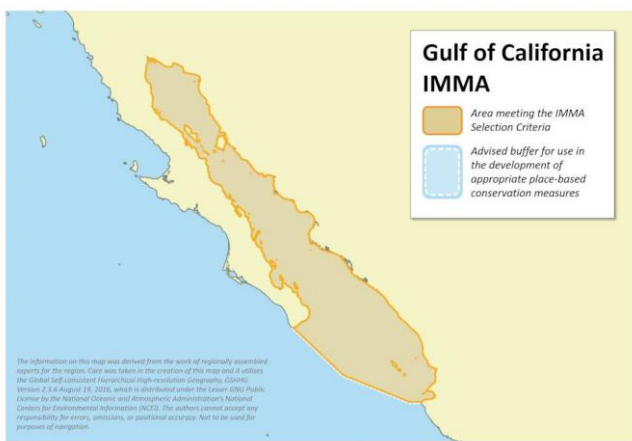 Gulf of California
IMMA
Area meeting the IMMA
Selection Criteria
Advised buffer for use in
the development of
appropriate place-based
conservation measures
The information on this map was derived from the work of regionally assembled
experts for the region. Care was taken in the creation of this map and it utilises
the Global Self-consistent Hierarchical High-resolution Geography, GSHHG
Version 2.3.6 August 19, 2016, which is distributed under the Lesser GNU Public
License by the National Oceanic and Atmospheric Administration's National
Centers for Environmental Information (NCEI). The authors cannot accept any
responsibility for errors, omissions, or positional accuracy. Not to be used for
purposes of navigation.